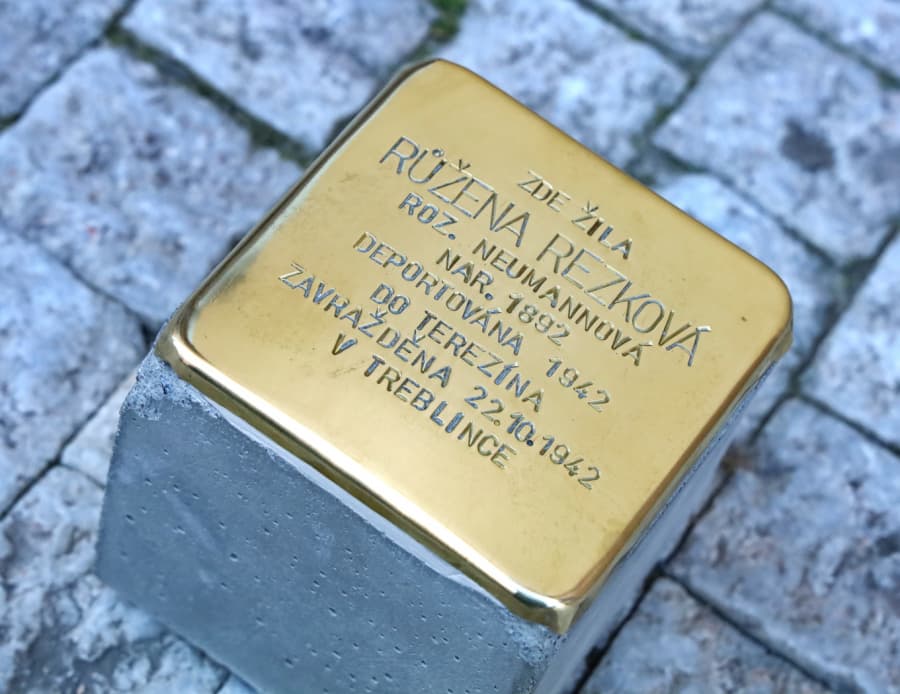 ZDE ŽILA
RŮŽENA REZKOVÁ
ROZ. NEUMANNOVÁ
NAR. 1892
DEPORTOVÁNA 1942
DO TEREZÍNA
ZAVRAŽDĚNA 22.10.1942
V TREBLINCE